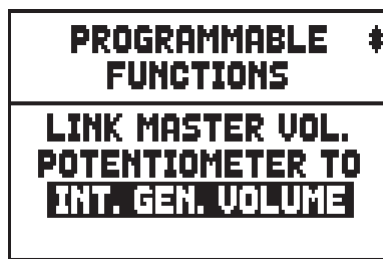 PROGRAMMABLE
FUNCTIONS
LINK MASTER VOL.
POTENTIOMETER TO
INT. GEN. VOLUME